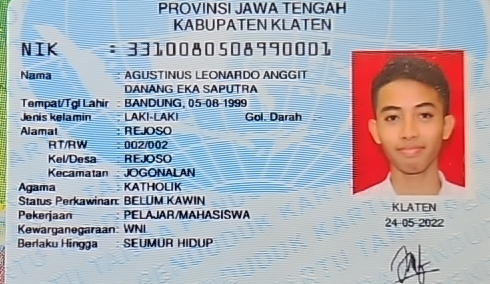 PROVINSI JAWA TENGAH
KABUPATEN KLATEN
NIK : 3310080508990001
Nama : AGUSTINUS LEONARDO ANGGIT
DANANG EKA SAPUTRA
Tempat/Tgl Lahir : BANDUNG, 05-08-1999
Jenis kelamin : LAKI-LAKI Gol. Darah : -
Alamat : REJOSO
RT/RW : 002/002
Kel/Desa : REJOSO
Kecamatan : JOGONALAN
Agama : KATHOLIK
Status Perkawinan: BELUM KAWIN
Pekerjaan : PELAJAR/MAHASISWA
Kewarganegaraan: WNI
Berlaku Hingga : SEUMUR HIDUP
KLATEN
24-05-2022